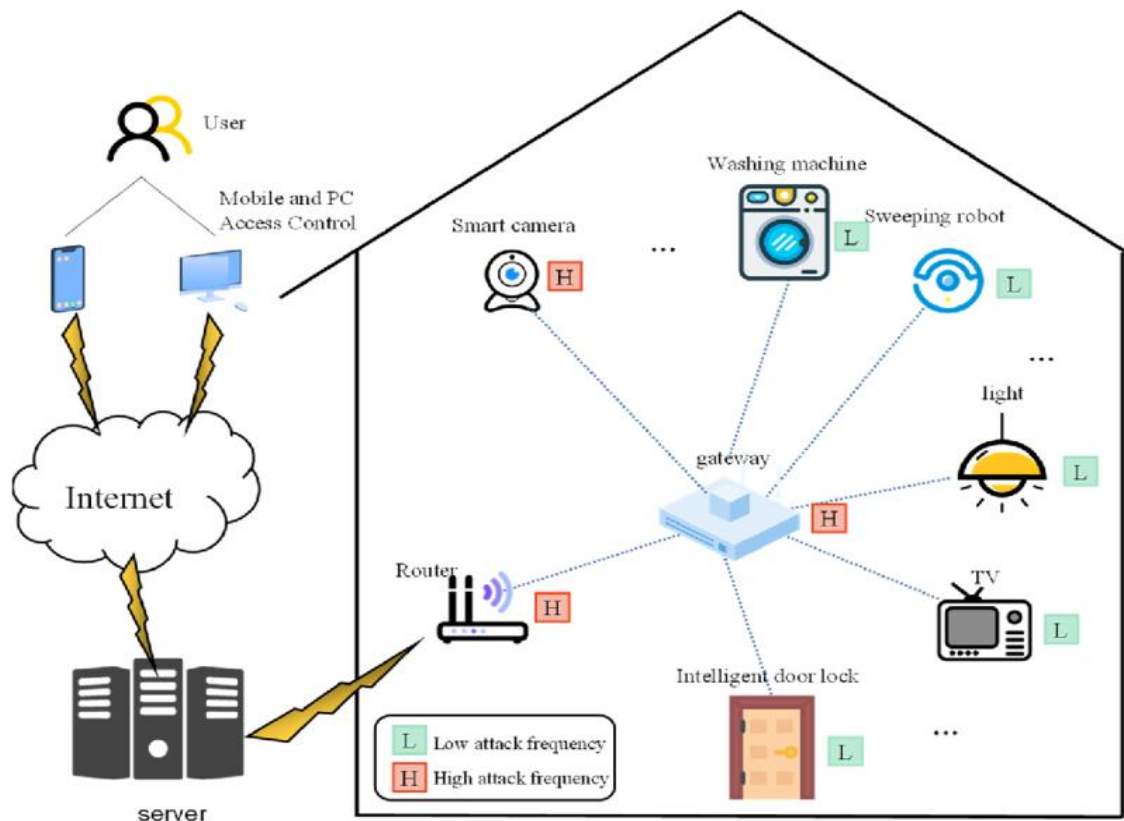 User
Mobile and PC
Access Control
Internet
server
Washing machine
L
Sweeping robot
L
Smart camera
H
...
...
light
L
gateway
H
Router
H
TV
L
Intelligent door lock
L
...
L Low attack frequency
H High attack frequency